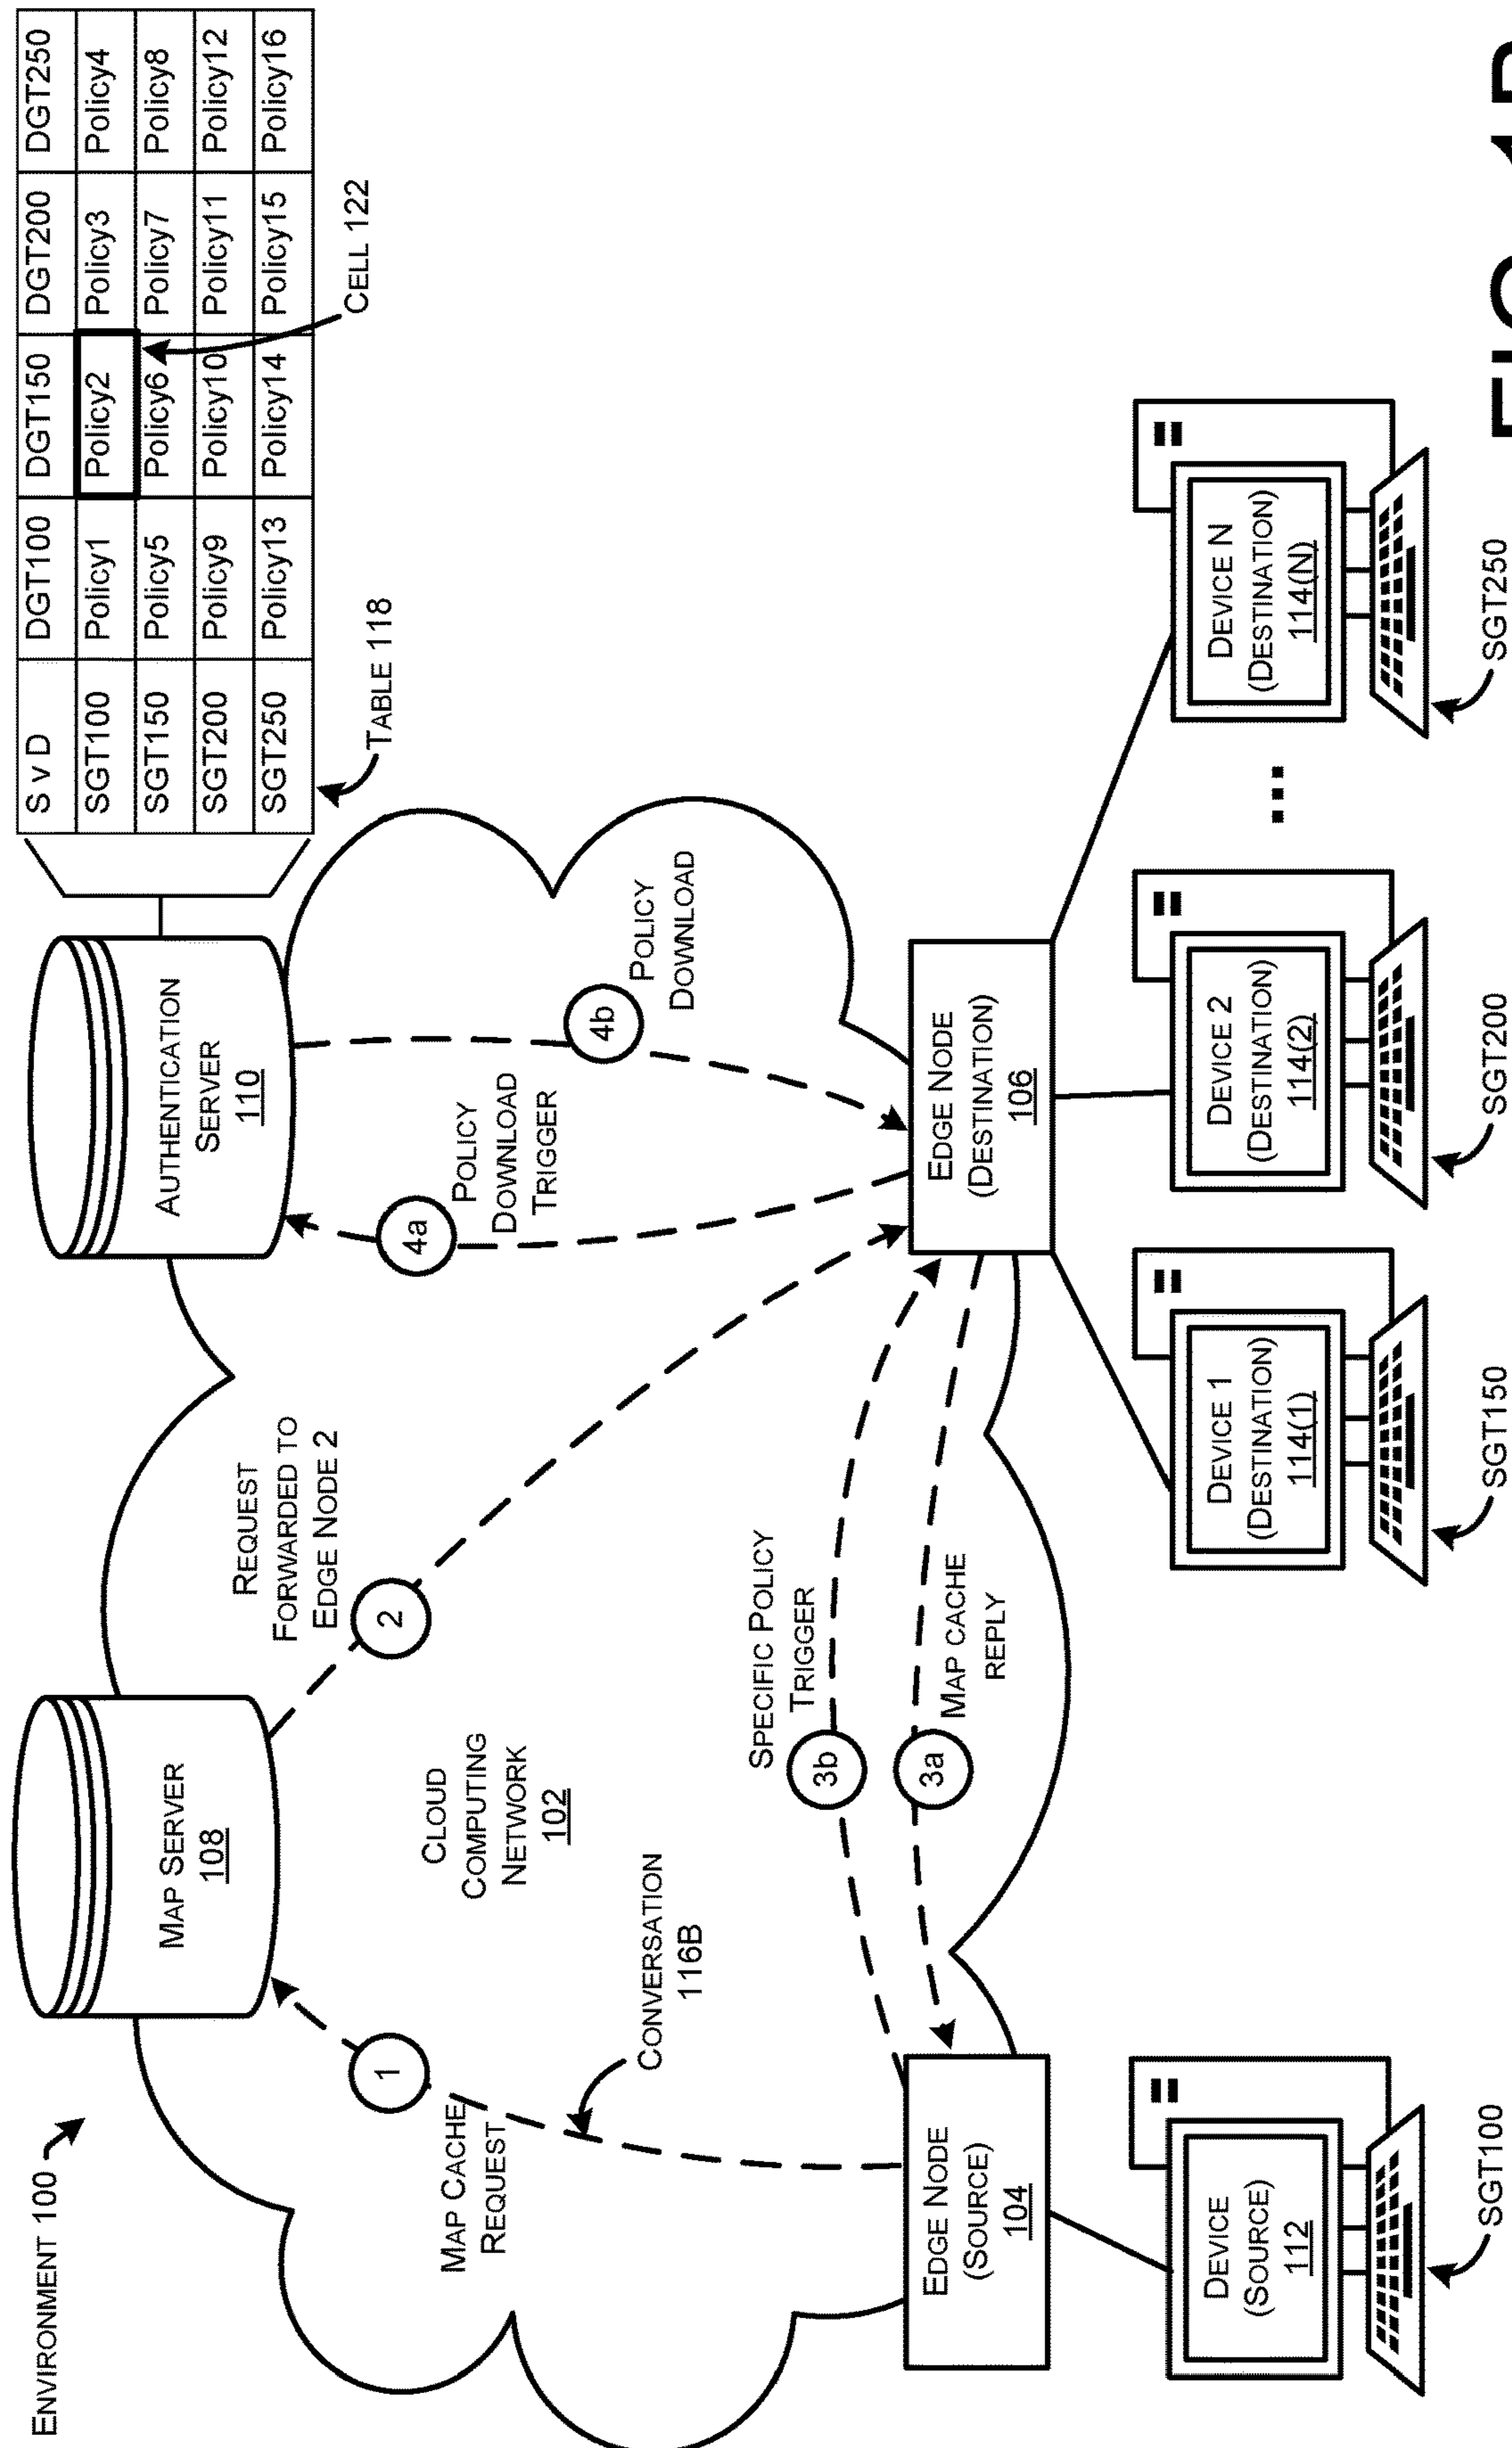 ENVIRONMENT 100
MAP SERVER
108
AUTHENTICATION
SERVER
110
S v D DGT100 DGT150 DGT200 DGT250
SGT100 Policy1 Policy2 Policy3 Policy4
SGT150 Policy5 Policy6 Policy7 Policy8
SGT200 Policy9 Policy10 Policy11 Policy12
SGT250 Policy13 Policy14 Policy15 Policy16
TABLE 118
CELL 122
1
MAP CACHE
REQUEST
CONVERSATION
116B
CLOUD
COMPUTING
NETWORK
102
2
REQUEST
FORWARDED TO
EDGE NODE 2
4a
POLICY
DOWNLOAD
TRIGGER
4b
POLICY
DOWNLOAD
3b
SPECIFIC POLICY
TRIGGER
3a
MAP CACHE
REPLY
EDGE NODE
(SOURCE)
104
EDGE NODE
(DESTINATION)
106
DEVICE
(SOURCE)
112
SGT100
DEVICE 1
(DESTINATION)
114(1)
SGT150
DEVICE 2
(DESTINATION)
114(2)
SGT200
...
DEVICE N
(DESTINATION)
114(N)
SGT250